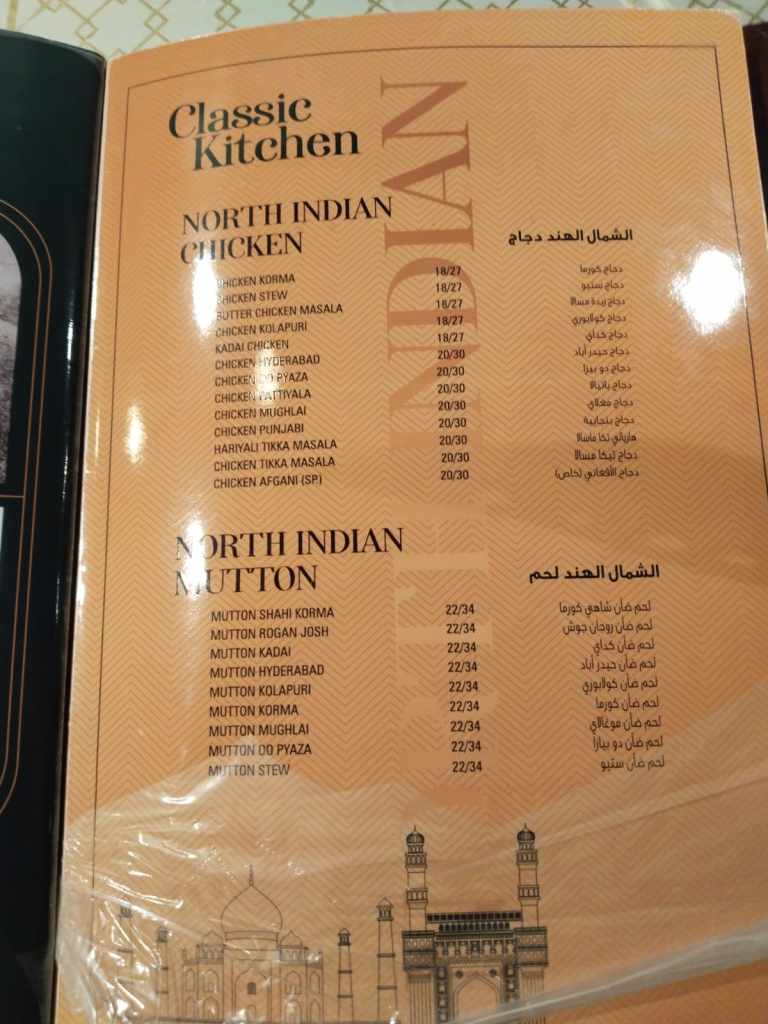 Classic
Kitchen
INDIAN
NORTH INDIAN
CHICKEN
الشمال الهند دجاج
CHICKEN KORMA 18/27 دجاج كورما
CHICKEN STEW 18/27 دجاج ستيو
BUTTER CHICKEN MASALA 18/27 دجاج زبدة مسالا
CHICKEN KOLAPURI 18/27 دجاج كولابوري
KADAI CHICKEN 18/27 دجاج كداي
CHICKEN HYDERABAD 20/30 دجاج حيدر آباد
CHICKEN DO PYAZA 20/30 دجاج دو بيزا
CHICKEN PATTIYALA 20/30 دجاج باتيالا
CHICKEN MUGHLAI 20/30 دجاج مغلاي
CHICKEN PUNJABI 20/30 دجاج بنجابية
HARIYALI TIKKA MASALA 20/30 هاريالي تكا ماسالا
CHICKEN TIKKA MASALA 20/30 دجاج تيكا مسالا
CHICKEN AFGANI (SP.) 20/30 دجاج الأفغاني (خاص)
NORTH INDIAN
MUTTON
الشمال الهند لحم
MUTTON SHAHI KORMA 22/34 لحم ضأن شاهي كورما
MUTTON ROGAN JOSH 22/34 لحم ضأن روجان جوش
MUTTON KADAI 22/34 لحم ضأن كداي
MUTTON HYDERABAD 22/34 لحم ضأن حيدر آباد
MUTTON KOLAPURI 22/34 لحم ضأن كولابوري
MUTTON KORMA 22/34 لحم ضأن كورما
MUTTON MUGHLAI 22/34 لحم ضأن موغالاي
MUTTON DO PYAZA 22/34 لحم ضأن دو بيازا
MUTTON STEW 22/34 لحم ضأن ستيو